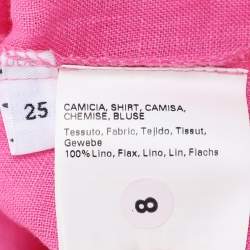 25
CAMICIA, SHIRT, CAMISA,
CHEMISE, BLUSE
Tessuto, Fabric, Tejido, Tissut,
Gewebe
100% Lino, Flax, Lino, Lin, Flachs
8